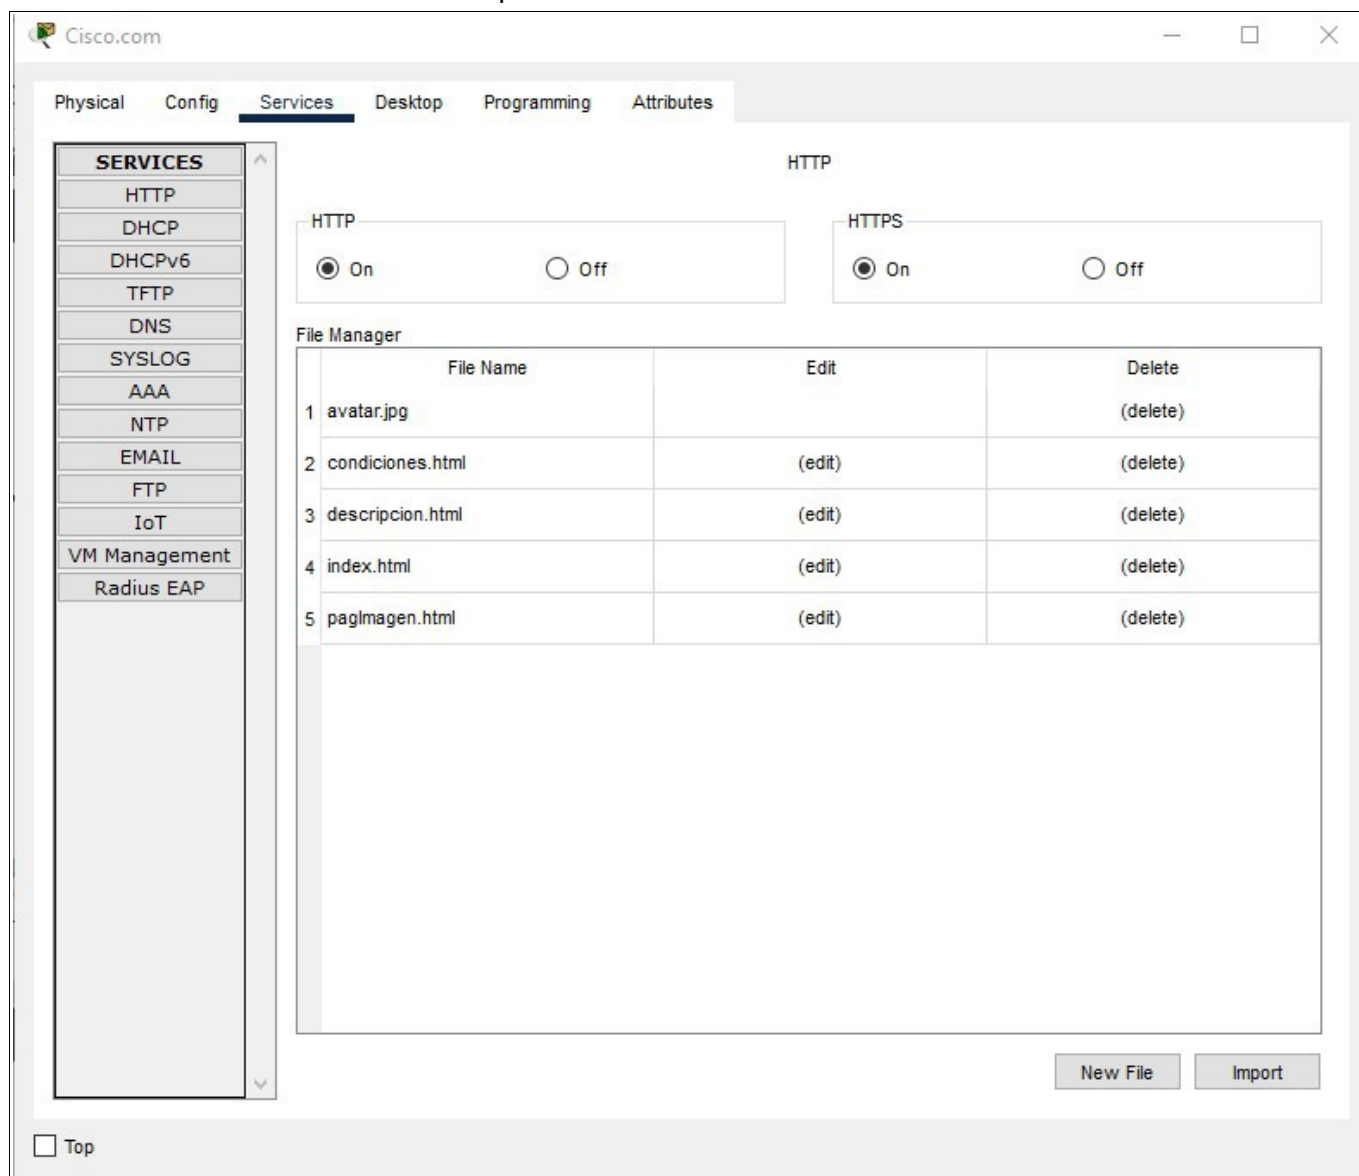 Cisco.com
Physical Config Services Desktop Programming Attributes
SERVICES
HTTP
DHCP
DHCPv6
TFTP
DNS
SYSLOG
AAA
NTP
EMAIL
FTP
IoT
VM Management
Radius EAP
HTTP
HTTP
On Off
HTTPS
On Off
File Manager
File Name Edit Delete
1 avatar.jpg (delete)
2 condiciones.html (edit) (delete)
3 descripcion.html (edit) (delete)
4 index.html (edit) (delete)
5 pagImagen.html (edit) (delete)
New File Import
Top